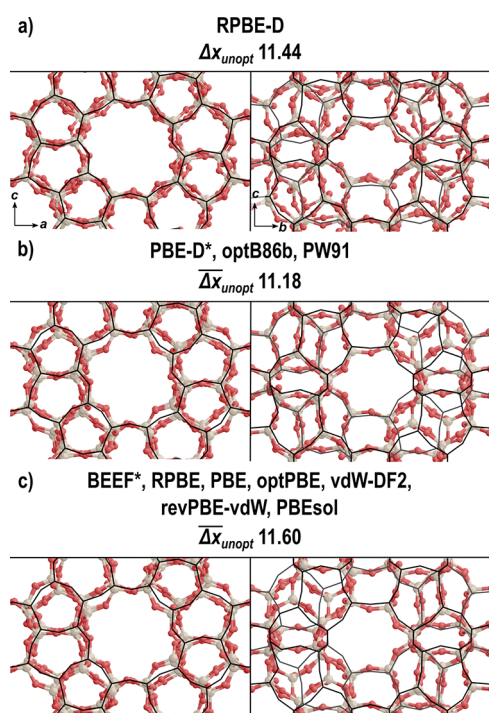 a)
RPBE-D
Δx_unopt 11.44
c
a
c
b
b)
PBE-D*, optB86b, PW91
Δx̅_unopt 11.18
c)
BEEF*, RPBE, PBE, optPBE, vdW-DF2,
revPBE-vdW, PBEsol
Δx̅_unopt 11.60